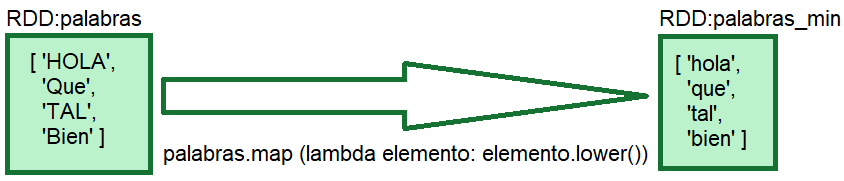 RDD:palabras
RDD:palabras_min
[ 'HOLA',
'Que',
'TAL',
'Bien' ]
[ 'hola',
'que',
'tal',
'bien' ]
palabras.map (lambda elemento: elemento.lower())